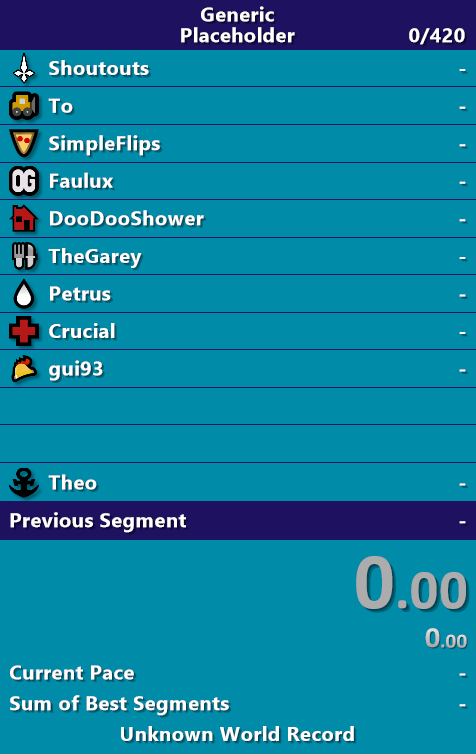 Generic
Placeholder 0/420
Shoutouts -
To -
SimpleFlips -
OG Faulux -
DooDooShower -
TheGarey -
Petrus -
Crucial -
gui93 -
Theo -
Previous Segment -
0.00
0.00
Current Pace -
Sum of Best Segments -
Unknown World Record